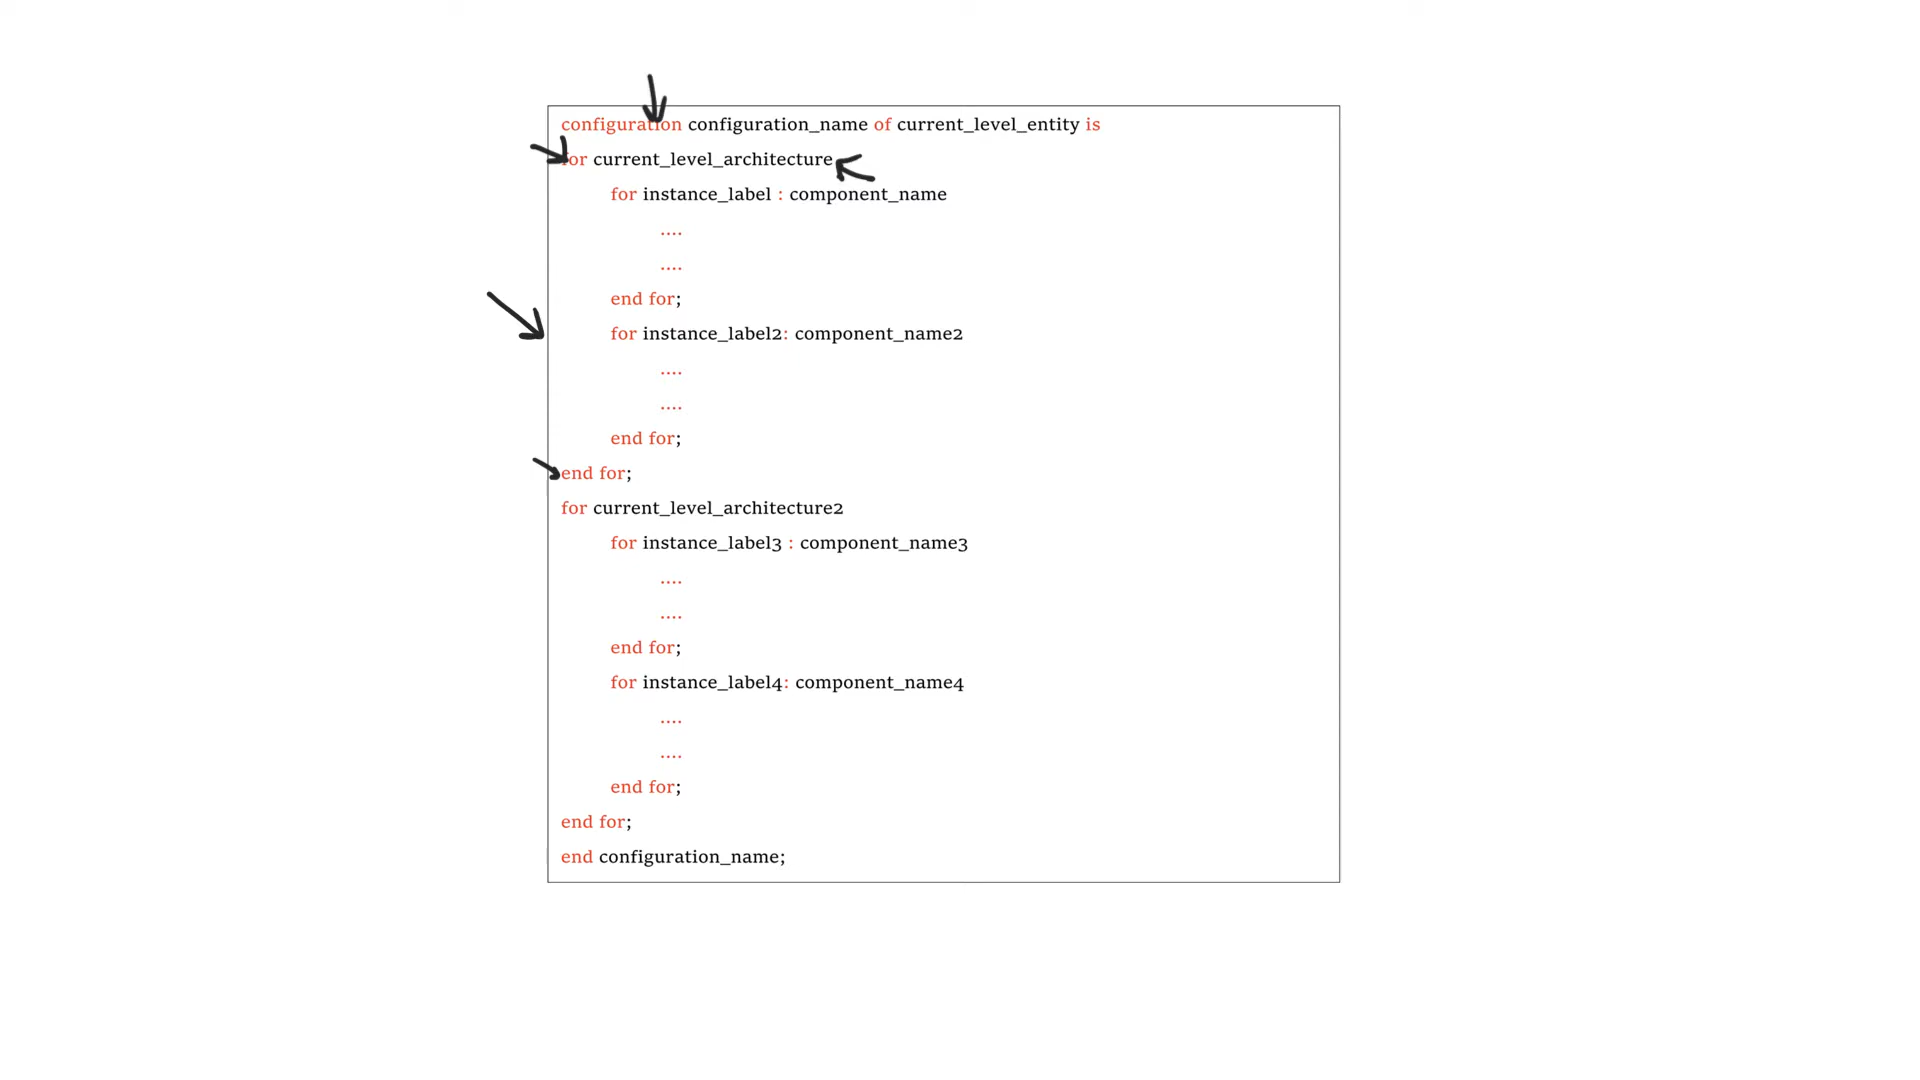 configuration configuration_name of current_level_entity is
for current_level_architecture
for instance_label : component_name
....
....
end for;
for instance_label2: component_name2
....
....
end for;
end for;
for current_level_architecture2
for instance_label3 : component_name3
....
....
end for;
for instance_label4: component_name4
....
....
end for;
end for;
end configuration_name;